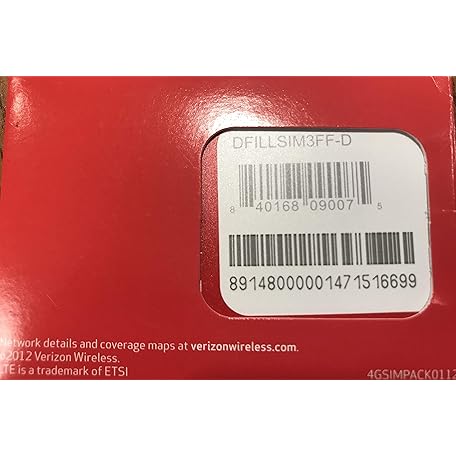 DFILLSIM3FF-D
8 40168 09007 5
89148000001471516699
Network details and coverage maps at verizonwireless.com.
©2012 Verizon Wireless.
LTE is a trademark of ETSI
4GSIMPACK0112